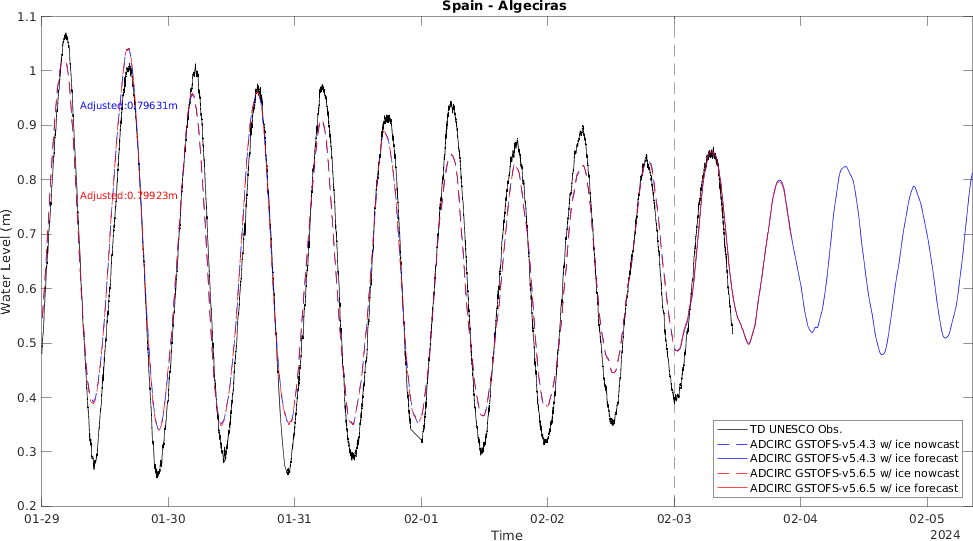 Spain - Algeciras
Water Level (m)
1.1
1
0.9
0.8
0.7
0.6
0.5
0.4
0.3
0.2
Adjusted:0.79631m
Adjusted:0.79923m
TD UNESCO Obs.
ADCIRC GSTOFS-v5.4.3 w/ ice nowcast
ADCIRC GSTOFS-v5.4.3 w/ ice forecast
ADCIRC GSTOFS-v5.6.5 w/ ice nowcast
ADCIRC GSTOFS-v5.6.5 w/ ice forecast
01-29 01-30 01-31 02-01 02-02 02-03 02-04 02-05
Time
2024